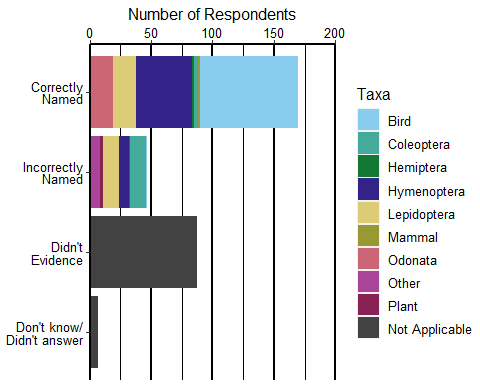 Number of Respondents
0 50 100 150 200
Correctly
Named
Incorrectly
Named
Didn't
Evidence
Don't know/
Didn't answer
Taxa
Bird
Coleoptera
Hemiptera
Hymenoptera
Lepidoptera
Mammal
Odonata
Other
Plant
Not Applicable